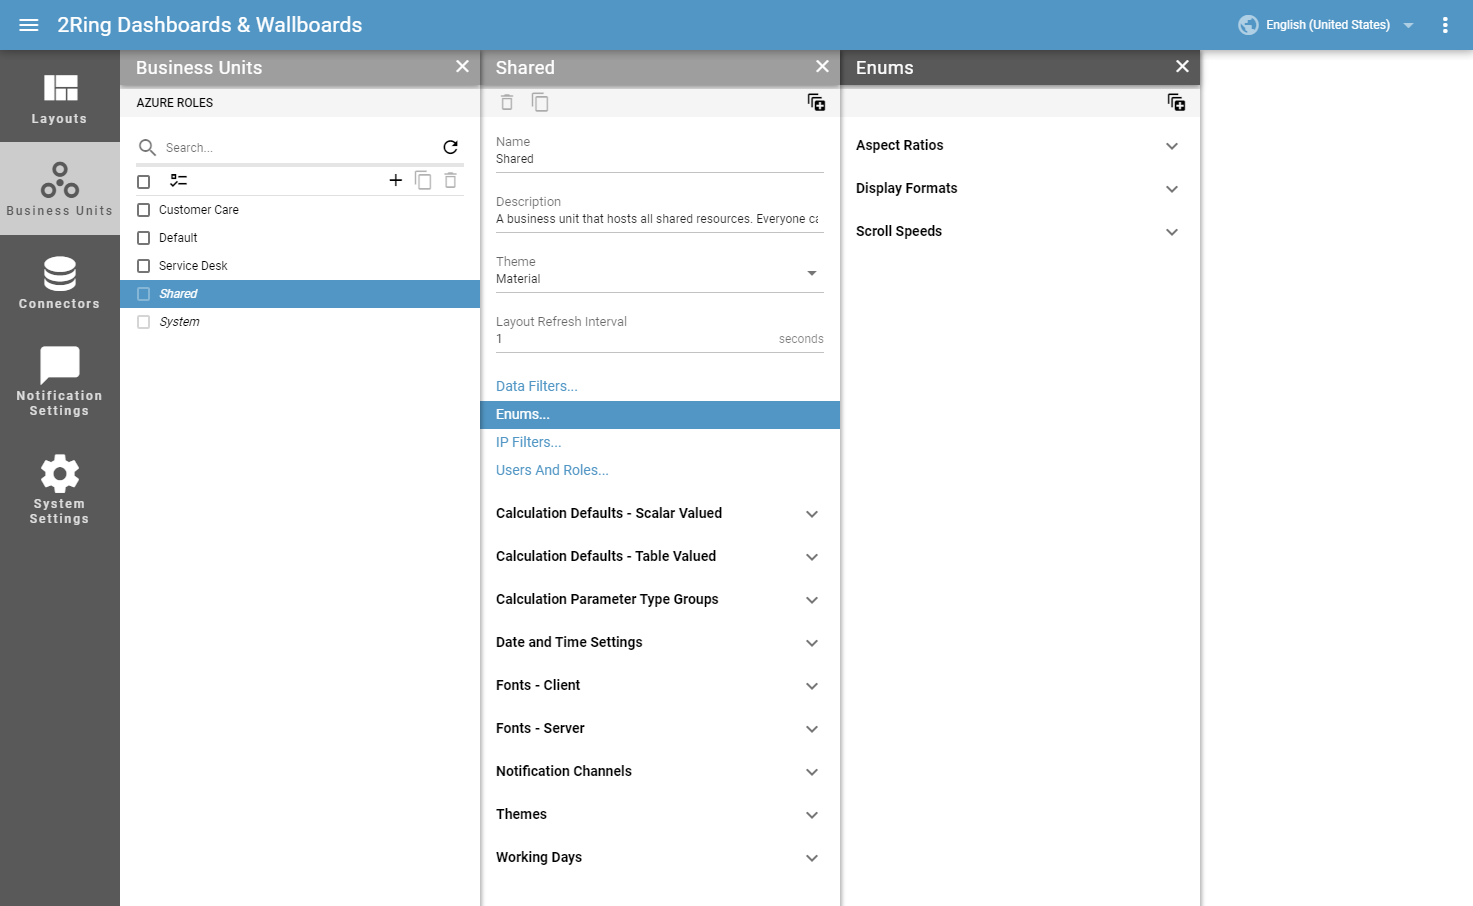 2Ring Dashboards & Wallboards
English (United States)
Layouts
Business Units
Connectors
Notification
Settings
System
Settings
Business Units
AZURE ROLES
Search...
Customer Care
Default
Service Desk
Shared
System
Shared
Name
Shared
Description
A business unit that hosts all shared resources. Everyone ca
Theme
Material
Layout Refresh Interval
1 seconds
Data Filters...
Enums...
IP Filters...
Users And Roles...
Calculation Defaults - Scalar Valued
Calculation Defaults - Table Valued
Calculation Parameter Type Groups
Date and Time Settings
Fonts - Client
Fonts - Server
Notification Channels
Themes
Working Days
Enums
Aspect Ratios
Display Formats
Scroll Speeds